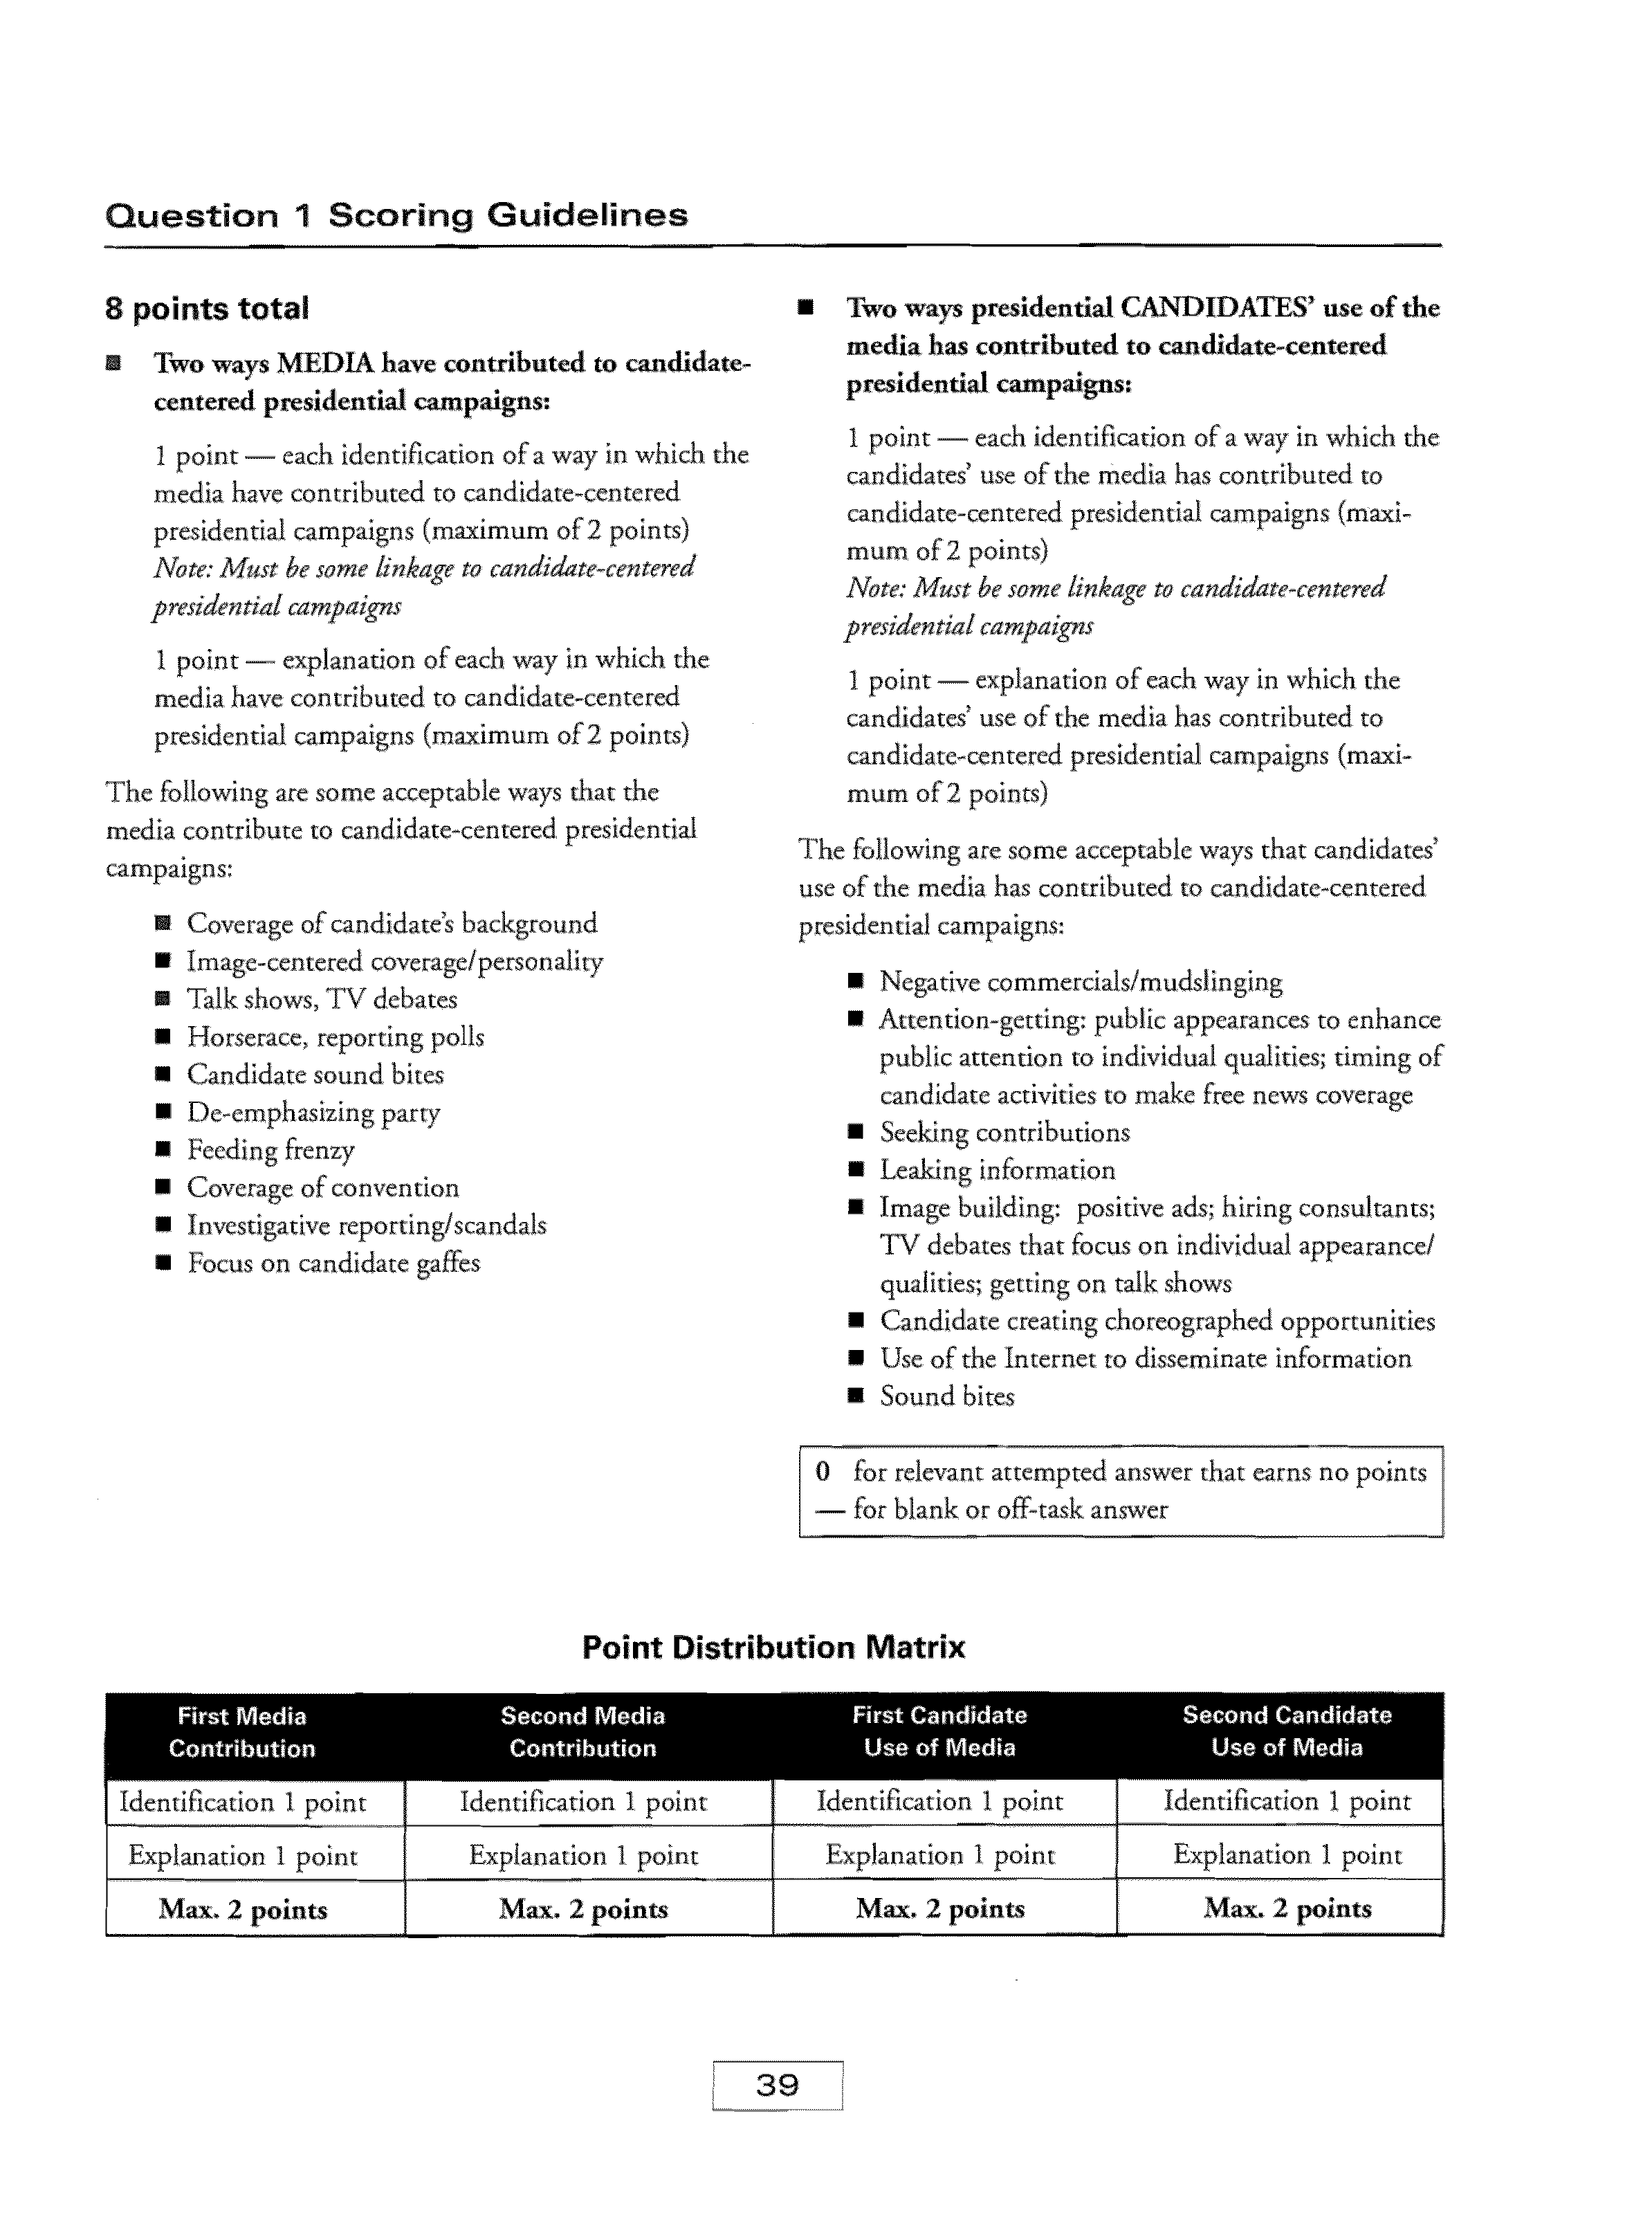 Question 1 Scoring Guidelines
8 points total
■ Two ways MEDIA have contributed to candidate-
centered presidential campaigns:
1 point — each identification of a way in which the
media have contributed to candidate-centered
presidential campaigns (maximum of 2 points)
Note: Must be some linkage to candidate-centered
presidential campaigns
1 point — explanation of each way in which the
media have contributed to candidate-centered
presidential campaigns (maximum of 2 points)
The following are some acceptable ways that the
media contribute to candidate-centered presidential
campaigns:
■ Coverage of candidate's background
■ Image-centered coverage/personality
■ Talk shows, TV debates
■ Horserace, reporting polls
■ Candidate sound bites
■ De-emphasizing party
■ Feeding frenzy
■ Coverage of convention
■ Investigative reporting/scandals
■ Focus on candidate gaffes
■ Two ways presidential CANDIDATES' use of the
media has contributed to candidate-centered
presidential campaigns:
1 point — each identification of a way in which the
candidates' use of the media has contributed to
candidate-centered presidential campaigns (maxi-
mum of 2 points)
Note: Must be some linkage to candidate-centered
presidential campaigns
1 point — explanation of each way in which the
candidates' use of the media has contributed to
candidate-centered presidential campaigns (maxi-
mum of 2 points)
The following are some acceptable ways that candidates'
use of the media has contributed to candidate-centered
presidential campaigns:
■ Negative commercials/mudslinging
■ Attention-getting: public appearances to enhance
public attention to individual qualities; timing of
candidate activities to make free news coverage
■ Seeking contributions
■ Leaking information
■ Image building: positive ads; hiring consultants;
TV debates that focus on individual appearance/
qualities; getting on talk shows
■ Candidate creating choreographed opportunities
■ Use of the Internet to disseminate information
■ Sound bites
0 for relevant attempted answer that earns no points
— for blank or off-task answer
Point Distribution Matrix
First Media Second Media First Candidate Second Candidate
Contribution Contribution Use of Media Use of Media
Identification 1 point Identification 1 point Identification 1 point Identification 1 point
Explanation 1 point Explanation 1 point Explanation 1 point Explanation 1 point
Max. 2 points Max. 2 points Max. 2 points Max. 2 points
39